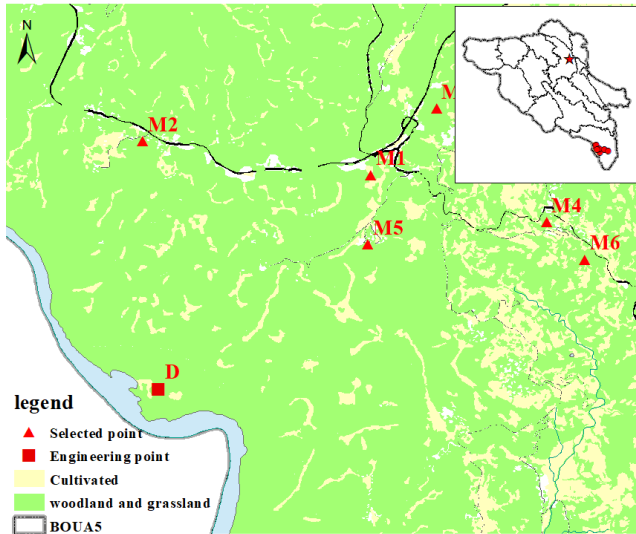 N
M2
M1
M4
M5
M6
D
legend
Selected point
Engineering point
Cultivated
woodland and grassland
BOUA5